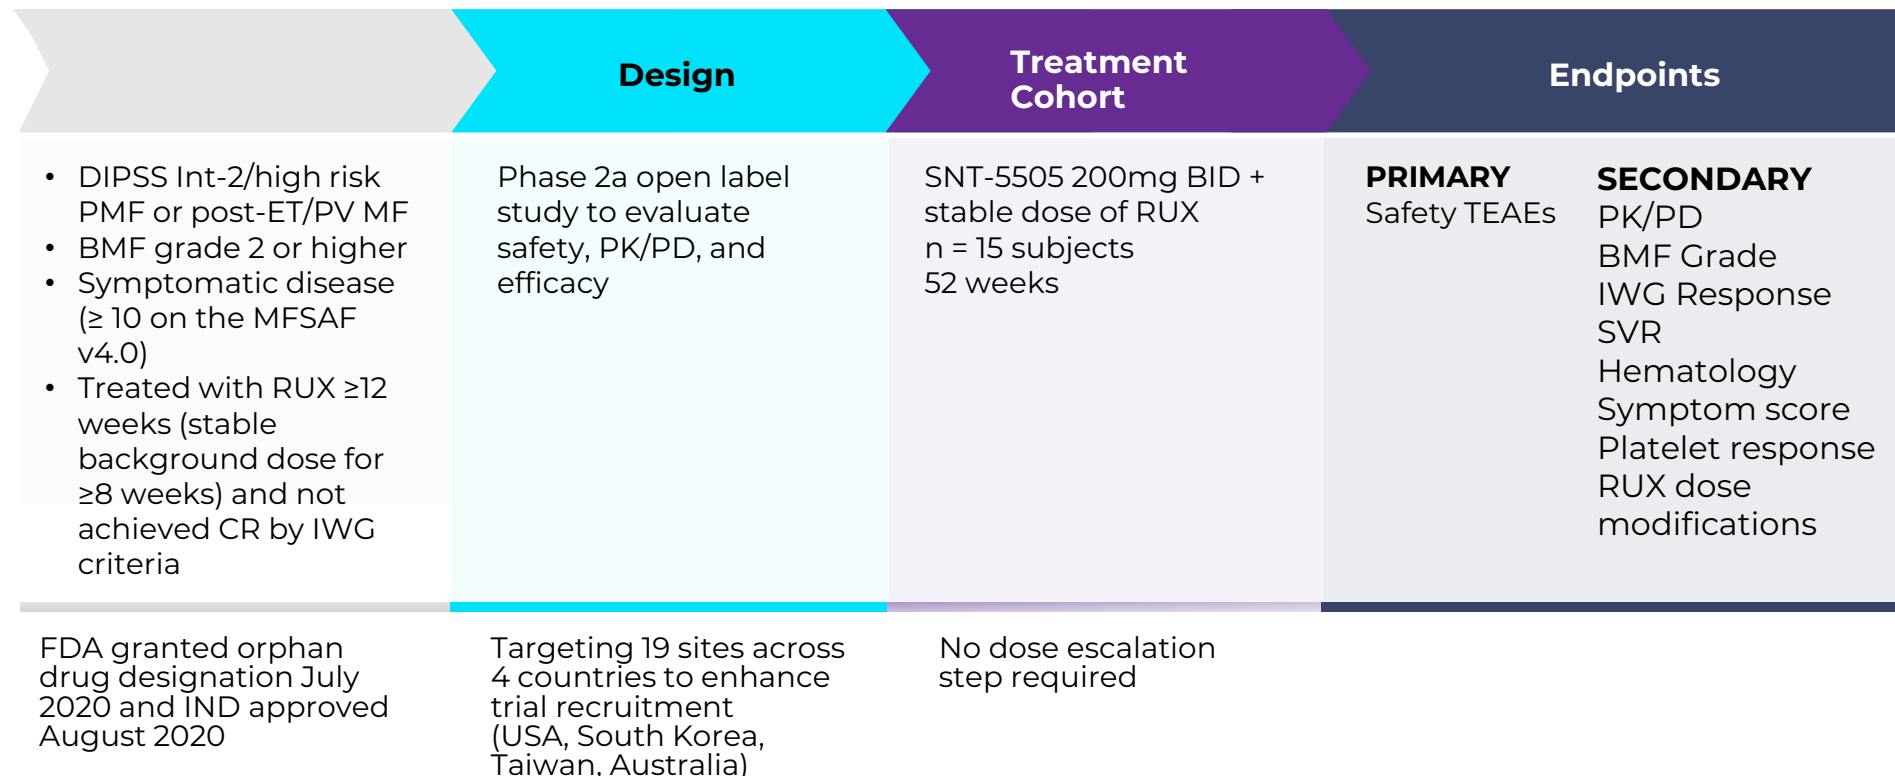 Design
Treatment
Cohort
Endpoints
• DIPSS Int-2/high risk
PMF or post-ET/PV MF
• BMF grade 2 or higher
• Symptomatic disease
(≥ 10 on the MFSAF
v4.0)
• Treated with RUX ≥12
weeks (stable
background dose for
≥8 weeks) and not
achieved CR by IWG
criteria
Phase 2a open label
study to evaluate
safety, PK/PD, and
efficacy
SNT-5505 200mg BID +
stable dose of RUX
n = 15 subjects
52 weeks
PRIMARY
Safety TEAEs
SECONDARY
PK/PD
BMF Grade
IWG Response
SVR
Hematology
Symptom score
Platelet response
RUX dose
modifications
FDA granted orphan
drug designation July
2020 and IND approved
August 2020
Targeting 19 sites across
4 countries to enhance
trial recruitment
(USA, South Korea,
Taiwan, Australia)
No dose escalation
step required